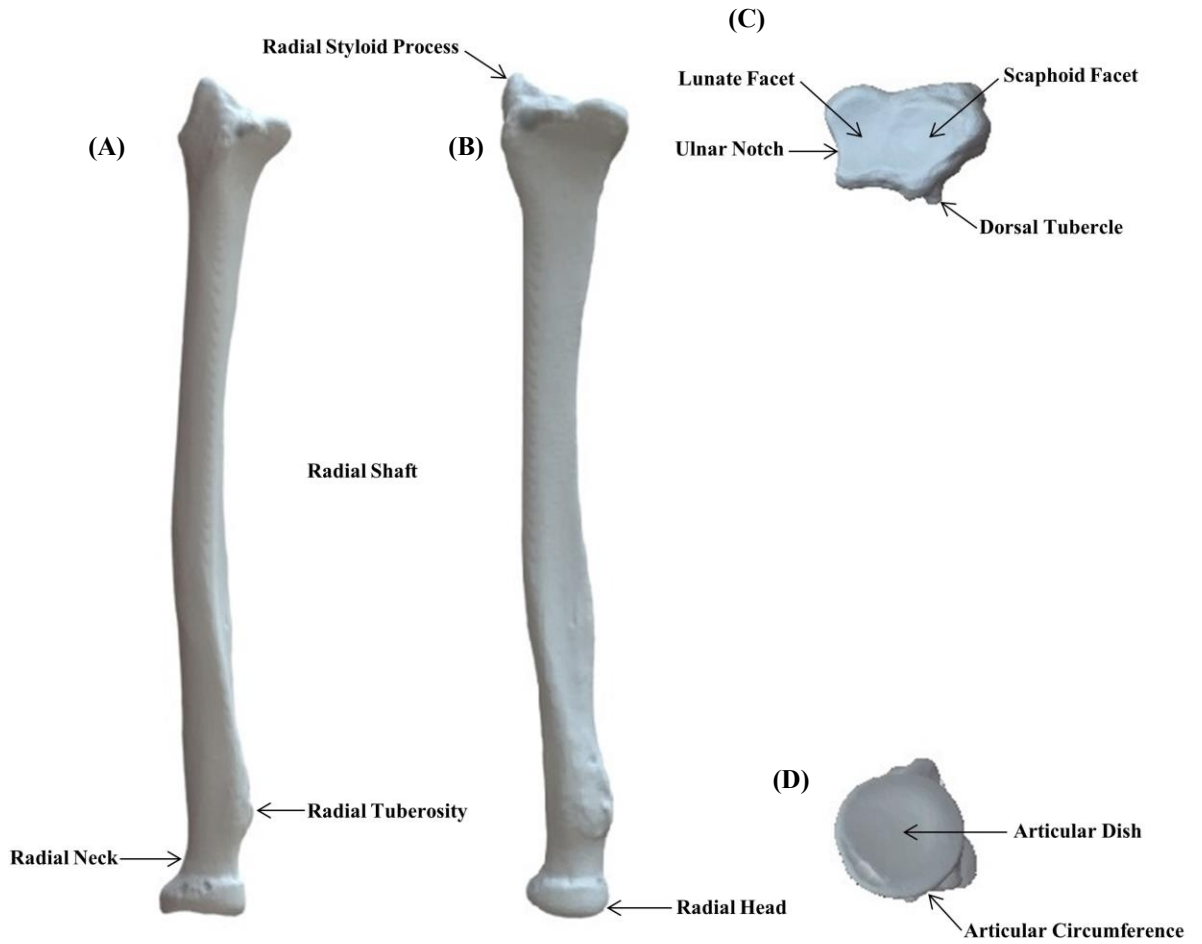 (C)
Radial Styloid Process
Lunate Facet
Scaphoid Facet
(A)
(B)
Ulnar Notch
Dorsal Tubercle
Radial Shaft
(D)
Radial Tuberosity
Articular Dish
Radial Neck
Radial Head
Articular Circumference